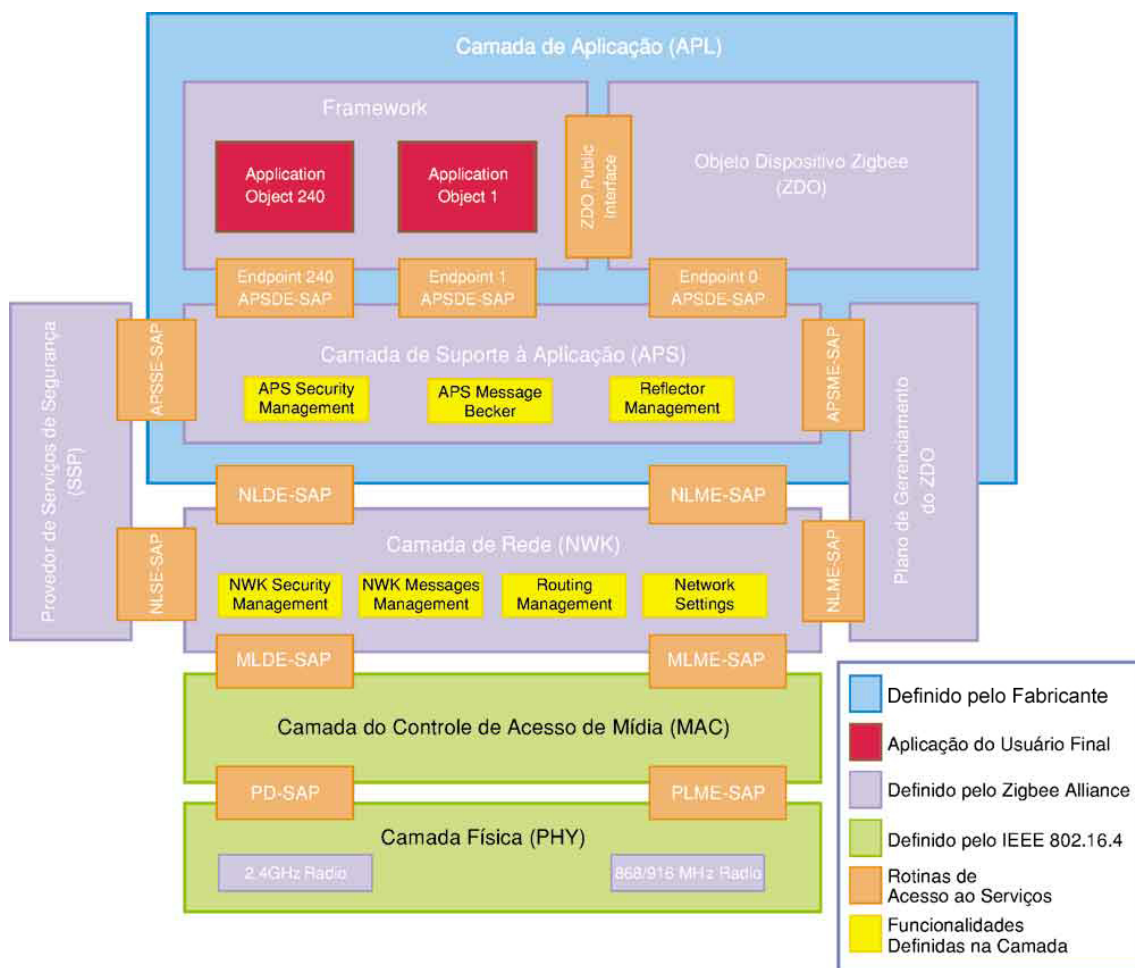 Camada de Aplicação (APL)
Framework
Application
Object 240
Application
Object 1
ZDO Public
Interface
Objeto Dispositivo Zigbee
(ZDO)
Endpoint 240
APSDE-SAP
Endpoint 1
APSDE-SAP
Endpoint 0
APSDE-SAP
Provedor de Serviços de Segurança
(SSP)
APSSE-SAP
Camada de Suporte à Aplicação (APS)
APS Security
Management
APS Message
Becker
Reflector
Management
APSME-SAP
Plano de Gerenciamento
do ZDO
NLDE-SAP
NLME-SAP
NLSE-SAP
Camada de Rede (NWK)
NWK Security
Management
NWK Messages
Management
Routing
Management
Network
Settings
NLME-SAP
MLDE-SAP
MLME-SAP
Camada do Controle de Acesso de Mídia (MAC)
PD-SAP
PLME-SAP
Camada Física (PHY)
2.4GHz Radio
868/916 MHz Radio
Definido pelo Fabricante
Aplicação do Usuário Final
Definido pelo Zigbee Alliance
Definido pelo IEEE 802.16.4
Rotinas de
Acesso ao Serviços
Funcionalidades
Definidas na Camada